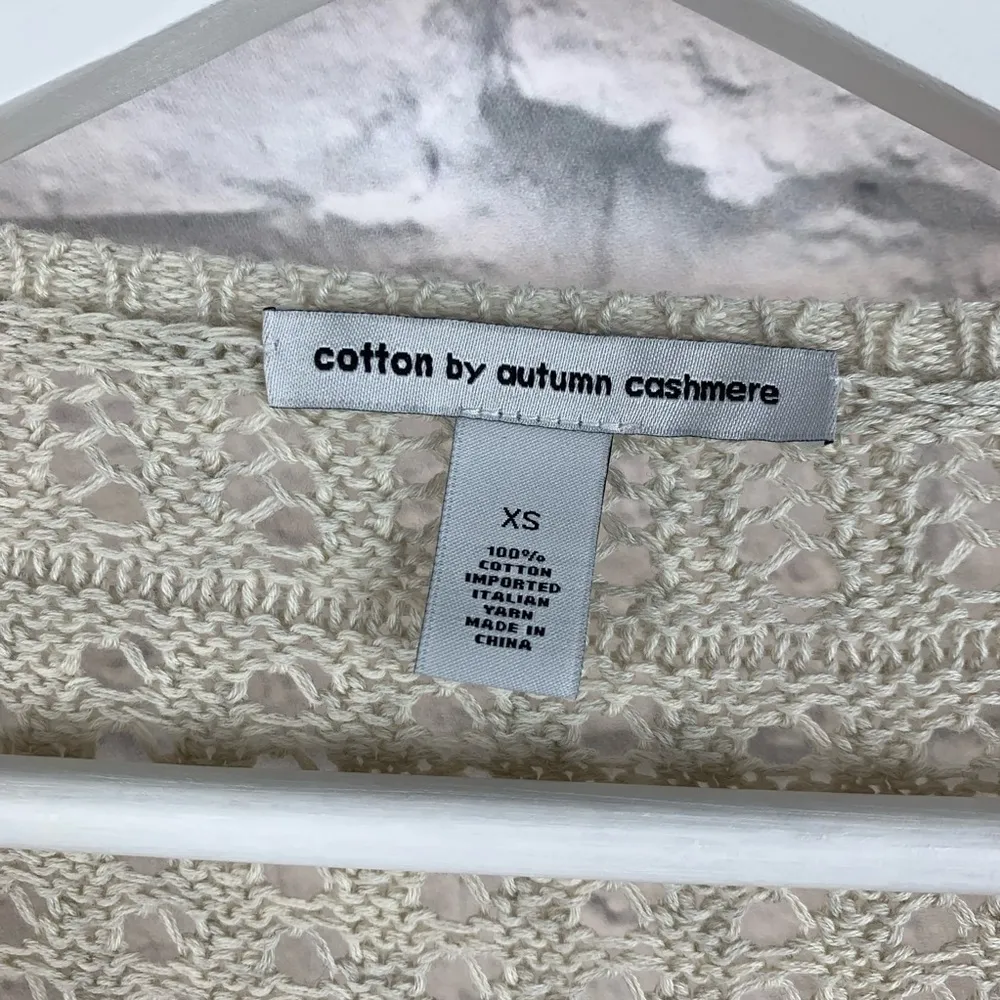 cotton by autumn cashmere
XS
100%
COTTON
IMPORTED
ITALIAN
YARN
MADE IN
CHINA